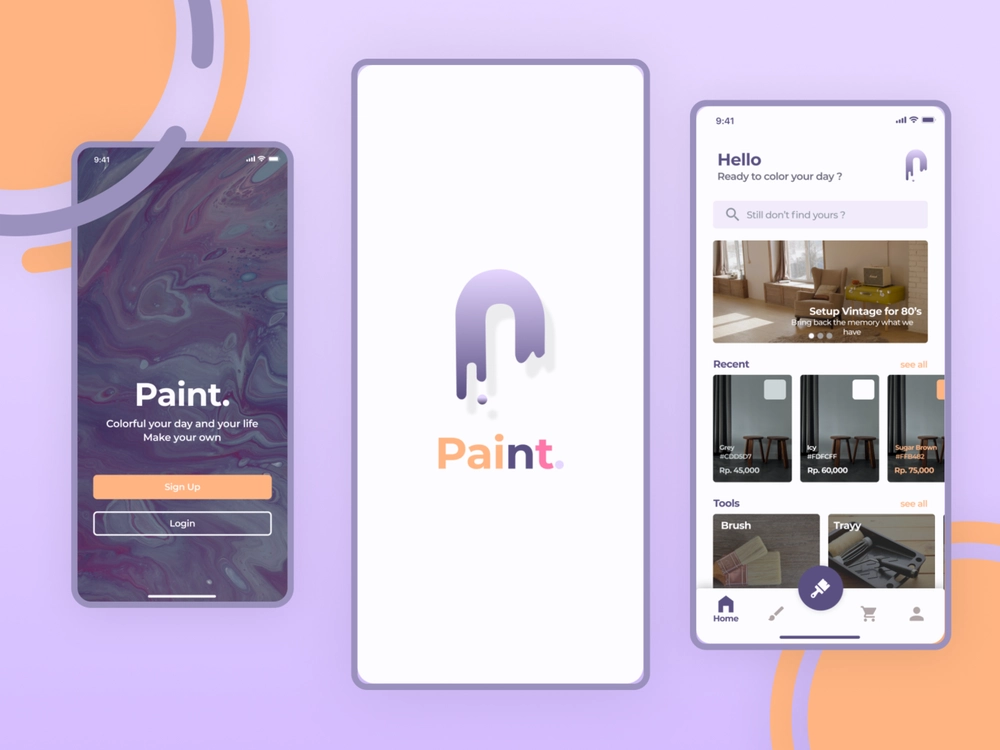 9:41
Paint.
Colorful your day and your life
Make your own
Sign Up
Login
Paint.
9:41
Hello
Ready to color your day ?
Still don't find yours ?
Setup Vintage for 80's
Bring back the memory what we
have
Recent
see all
Grey
#CDD5D7
Rp. 45,000
Icy
#FDFCFF
Rp. 60,000
Sugar Brown
#FFB482
Rp. 75,000
Tools
see all
Brush
Trayy
Home